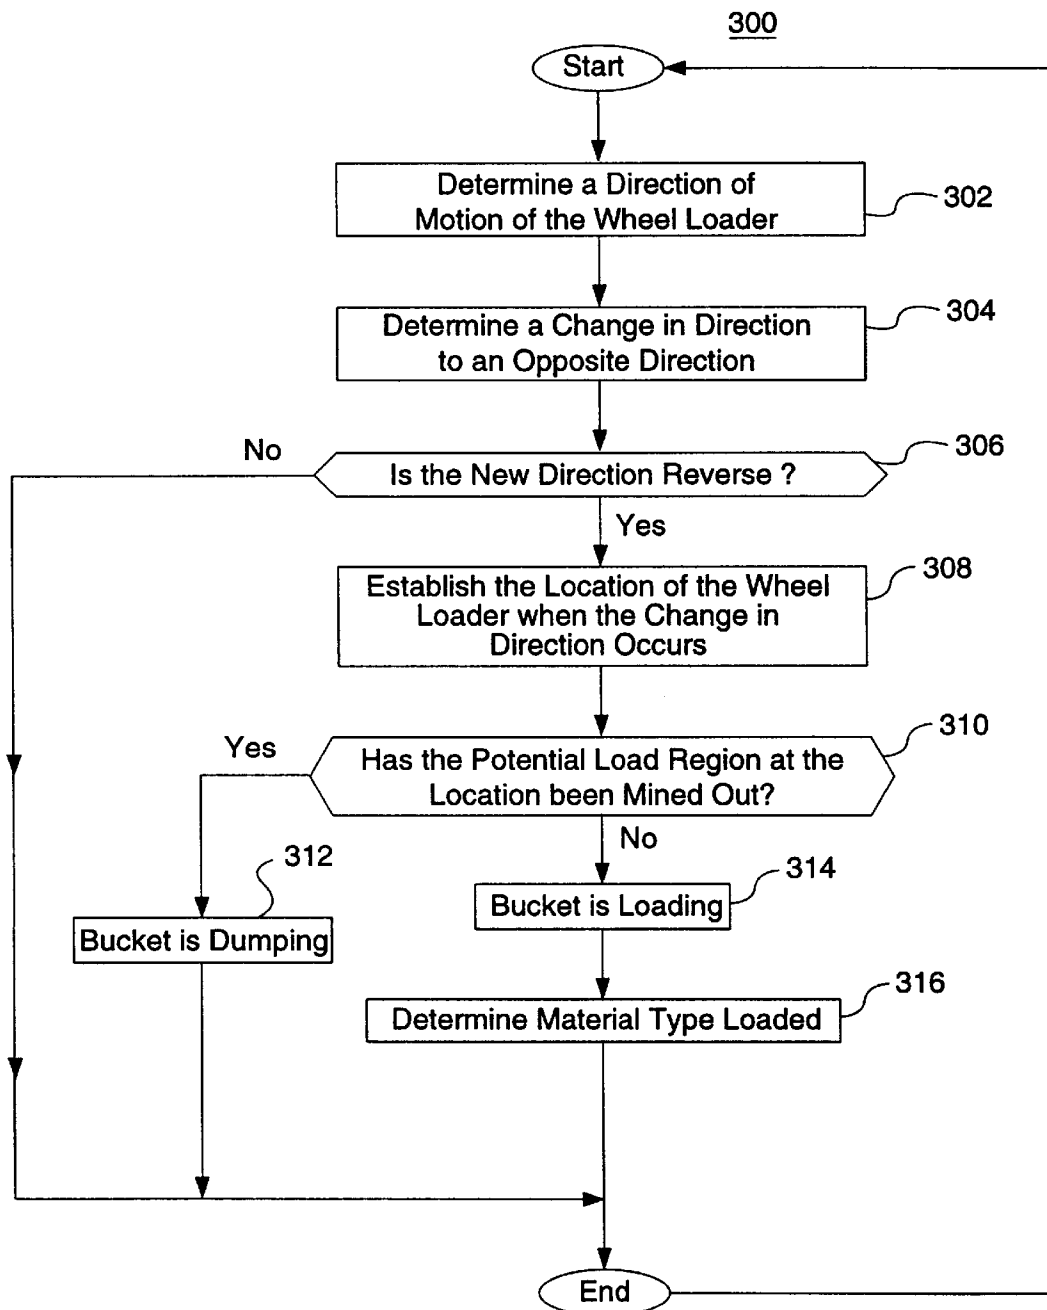 300
Start
Determine a Direction of
Motion of the Wheel Loader
302
Determine a Change in Direction
to an Opposite Direction
304
No
Is the New Direction Reverse ?
306
Yes
Establish the Location of the Wheel
Loader when the Change in
Direction Occurs
308
Yes
Has the Potential Load Region at the
Location been Mined Out?
310
No
312
Bucket is Dumping
Bucket is Loading
314
Determine Material Type Loaded
316
End